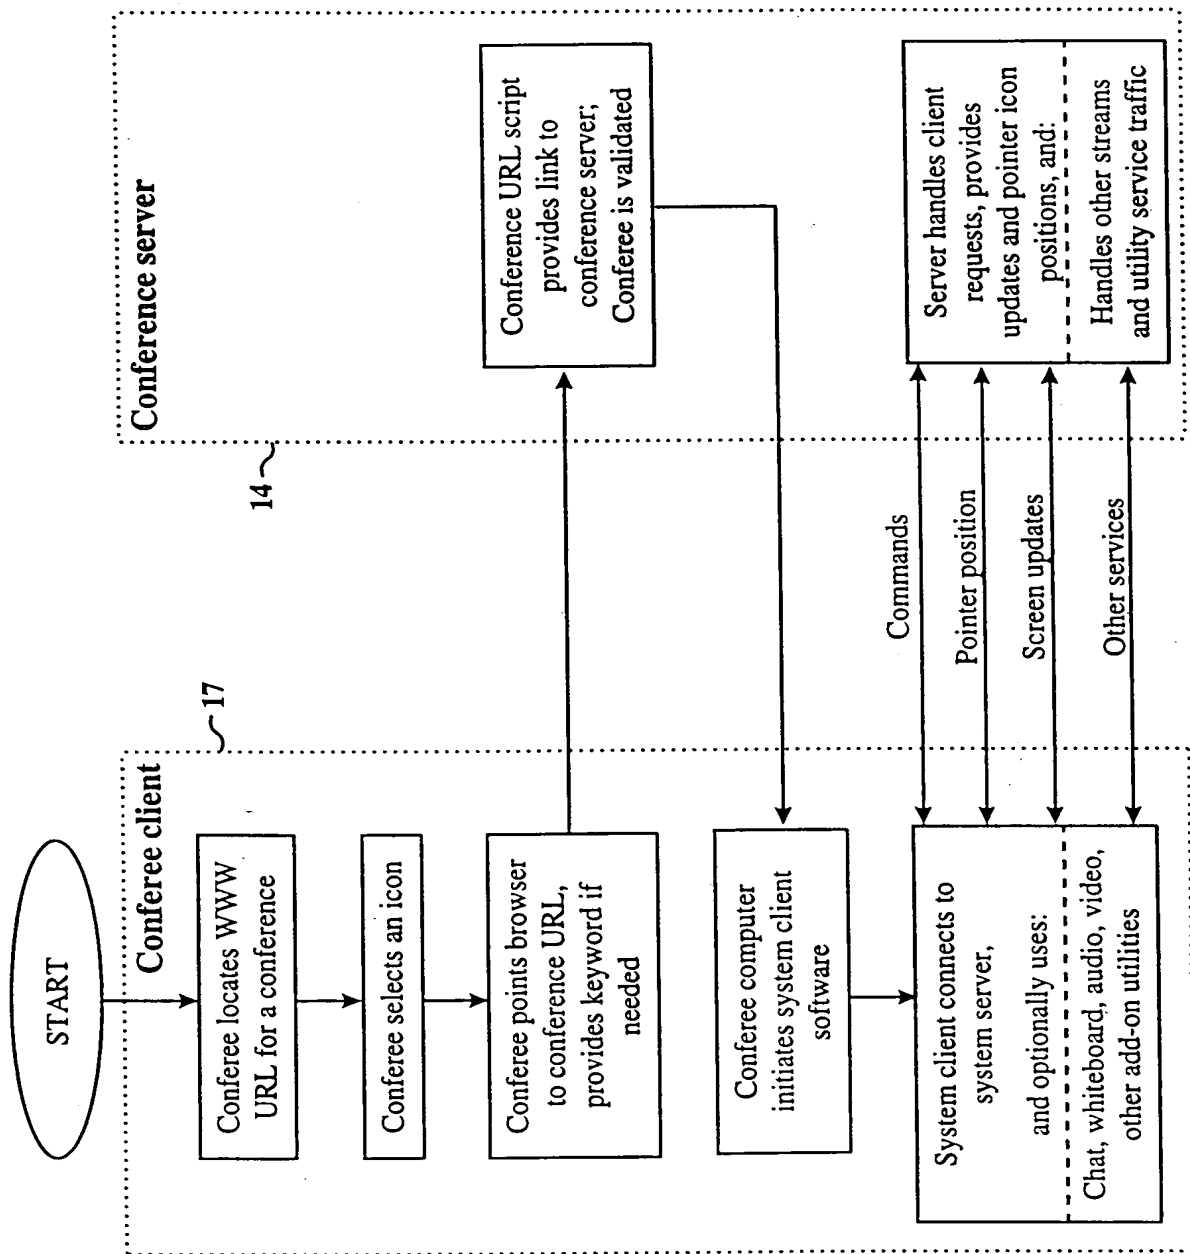 START
Conferee client
17
Conferee locates WWW
URL for a conference
Conferee selects an icon
Conferee points browser
to conference URL,
provides keyword if
needed
Conferee computer
initiates system client
software
System client connects to
system server,
and optionally uses:
Chat, whiteboard, audio, video,
other add-on utilities
Commands
Pointer position
Screen updates
Other services
14
Conference server
Conference URL script
provides link to
conference server;
Conferee is validated
Server handles client
requests, provides
updates and pointer icon
positions, and:
Handles other streams
and utility service traffic